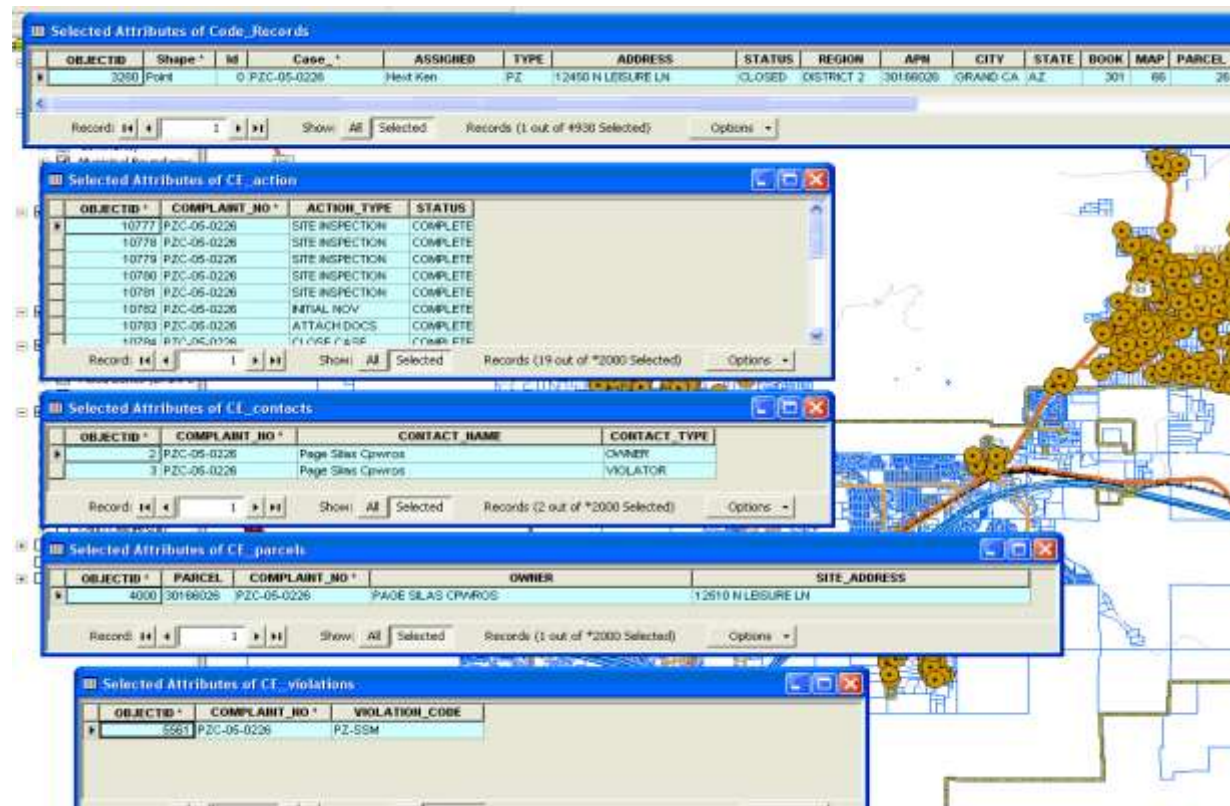 Selected Attributes of Code_Records
OBJECTID Shape * Id Case_* ASSIGNED TYPE ADDRESS STATUS REGION APN CITY STATE BOOK MAP PARCEL
3260 Point 0 PZC-05-0226 Hext Ken PZ 12450 N LEISURE LN CLOSED DISTRICT 2 30166026 GRAND CA AZ 301 66 26
Record: 1 Show: All Selected Records (1 out of 4930 Selected) Options
Selected Attributes of CE_action
OBJECTID * COMPLAINT_NO * ACTION_TYPE STATUS
10777 PZC-05-0226 SITE INSPECTION COMPLETE
10778 PZC-05-0226 SITE INSPECTION COMPLETE
10779 PZC-05-0226 SITE INSPECTION COMPLETE
10780 PZC-05-0226 SITE INSPECTION COMPLETE
10781 PZC-05-0226 SITE INSPECTION COMPLETE
10782 PZC-05-0226 INITIAL NOV COMPLETE
10783 PZC-05-0226 ATTACH DOCS COMPLETE
10784 PZC-05-0226 CLOSE CASE COMPLETE
Record: 1 Show: All Selected Records (19 out of *2000 Selected) Options
Selected Attributes of CE_contacts
OBJECTID * COMPLAINT_NO * CONTACT_NAME CONTACT_TYPE
2 PZC-05-0226 Page Silas Cpwros OWNER
3 PZC-05-0226 Page Silas Cpwros VIOLATOR
Record: 1 Show: All Selected Records (2 out of *2000 Selected) Options
Selected Attributes of CE_parcels
OBJECTID * PARCEL COMPLAINT_NO * OWNER SITE_ADDRESS
4000 30166026 PZC-05-0226 PAGE SILAS CPWROS 12510 N LEISURE LN
Record: 1 Show: All Selected Records (1 out of *2000 Selected) Options
Selected Attributes of CE_violations
OBJECTID * COMPLAINT_NO * VIOLATION_CODE
5561 PZC-05-0226 PZ-SSM